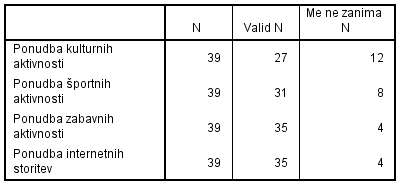 Me ne zanima
N Valid N N
Ponudba kulturnih
aktivnosti 39 27 12
Ponudba športnih
aktivnosti 39 31 8
Ponudba zabavnih
aktivnosti 39 35 4
Ponudba internetnih
storitev 39 35 4